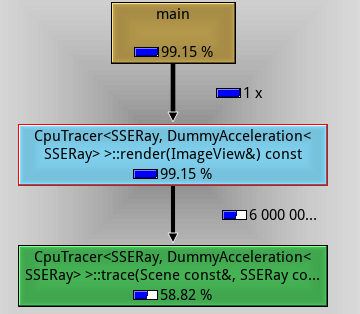 main
99.15 %
1 x
CpuTracer<SSERay, DummyAcceleration<
SSERay> >::render(ImageView&) const
99.15 %
6 000 00...
CpuTracer<SSERay, DummyAcceleration<
SSERay> >::trace(Scene const&, SSERay co...
58.82 %